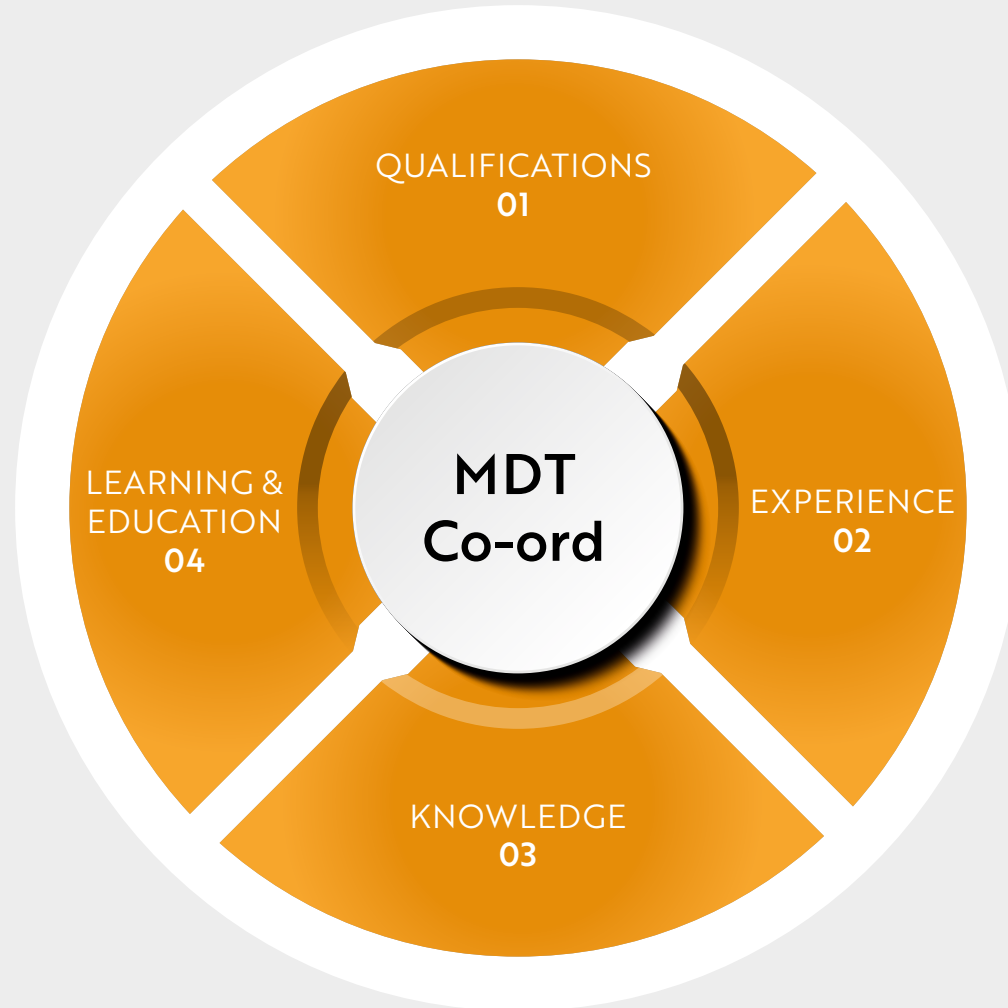 QUALIFICATIONS
01
EXPERIENCE
02
KNOWLEDGE
03
LEARNING &
EDUCATION
04
MDT
Co-ord